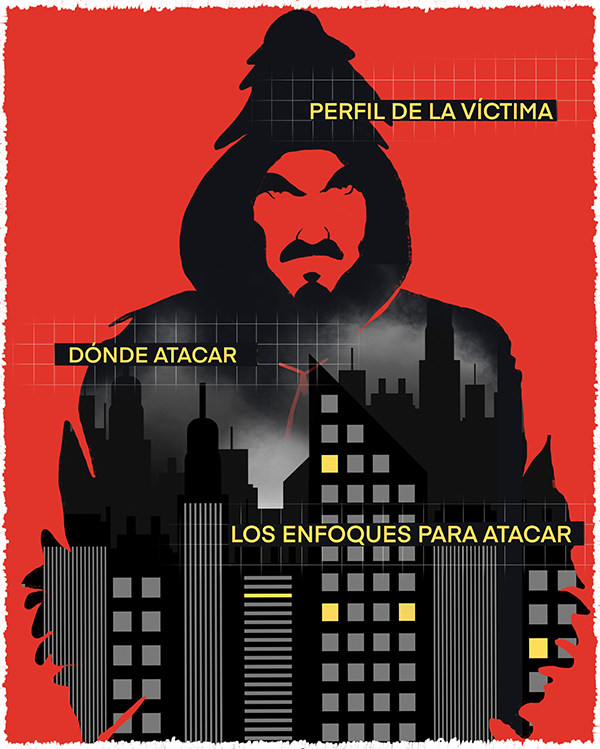 PERFIL DE LA VÍCTIMA
DÓNDE ATACAR
LOS ENFOQUES PARA ATACAR